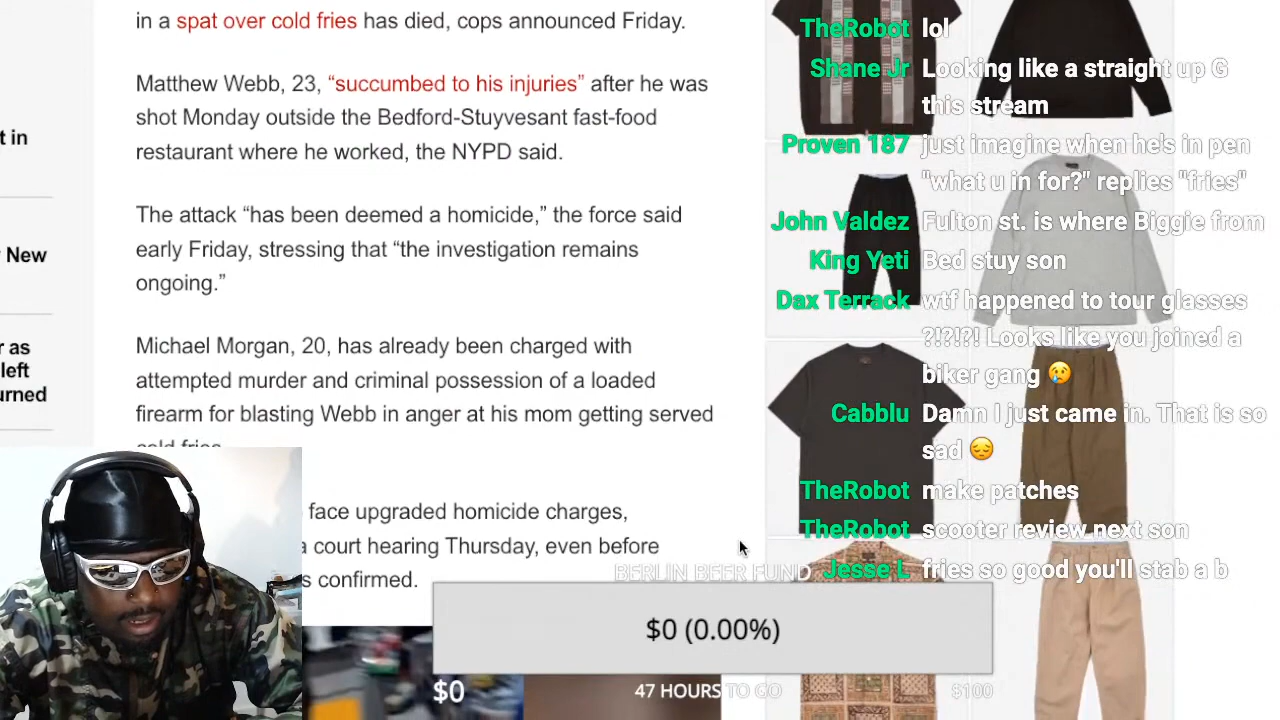 in a spat over cold fries has died, cops announced Friday.
Matthew Webb, 23, “succumbed to his injuries” after he was
shot Monday outside the Bedford-Stuyvesant fast-food
restaurant where he worked, the NYPD said.
The attack “has been deemed a homicide,” the force said
early Friday, stressing that “the investigation remains
ongoing.”
Michael Morgan, 20, has already been charged with
attempted murder and criminal possession of a loaded
firearm for blasting Webb in anger at his mom getting served
cold fries.
face upgraded homicide charges,
a court hearing Thursday, even before
s confirmed.
t in
New
r as
left
urned
TheRobot lol
Shane Jr Looking like a straight up G
this stream
Proven 187 just imagine when he's in pen
"what u in for?" replies "fries"
John Valdez Fulton st. is where Biggie from
King Yeti Bed stuy son
Dax Terrack wtf happened to tour glasses
?!?!?! Looks like you joined a
biker gang 😢
Cabblu Damn I just came in. That is so
sad 😔
TheRobot make patches
TheRobot scooter review next son
Jesse L fries so good you'll stab a b
BERLIN BEER FUND
$0 (0.00%)
$0 47 HOURS TO GO $100